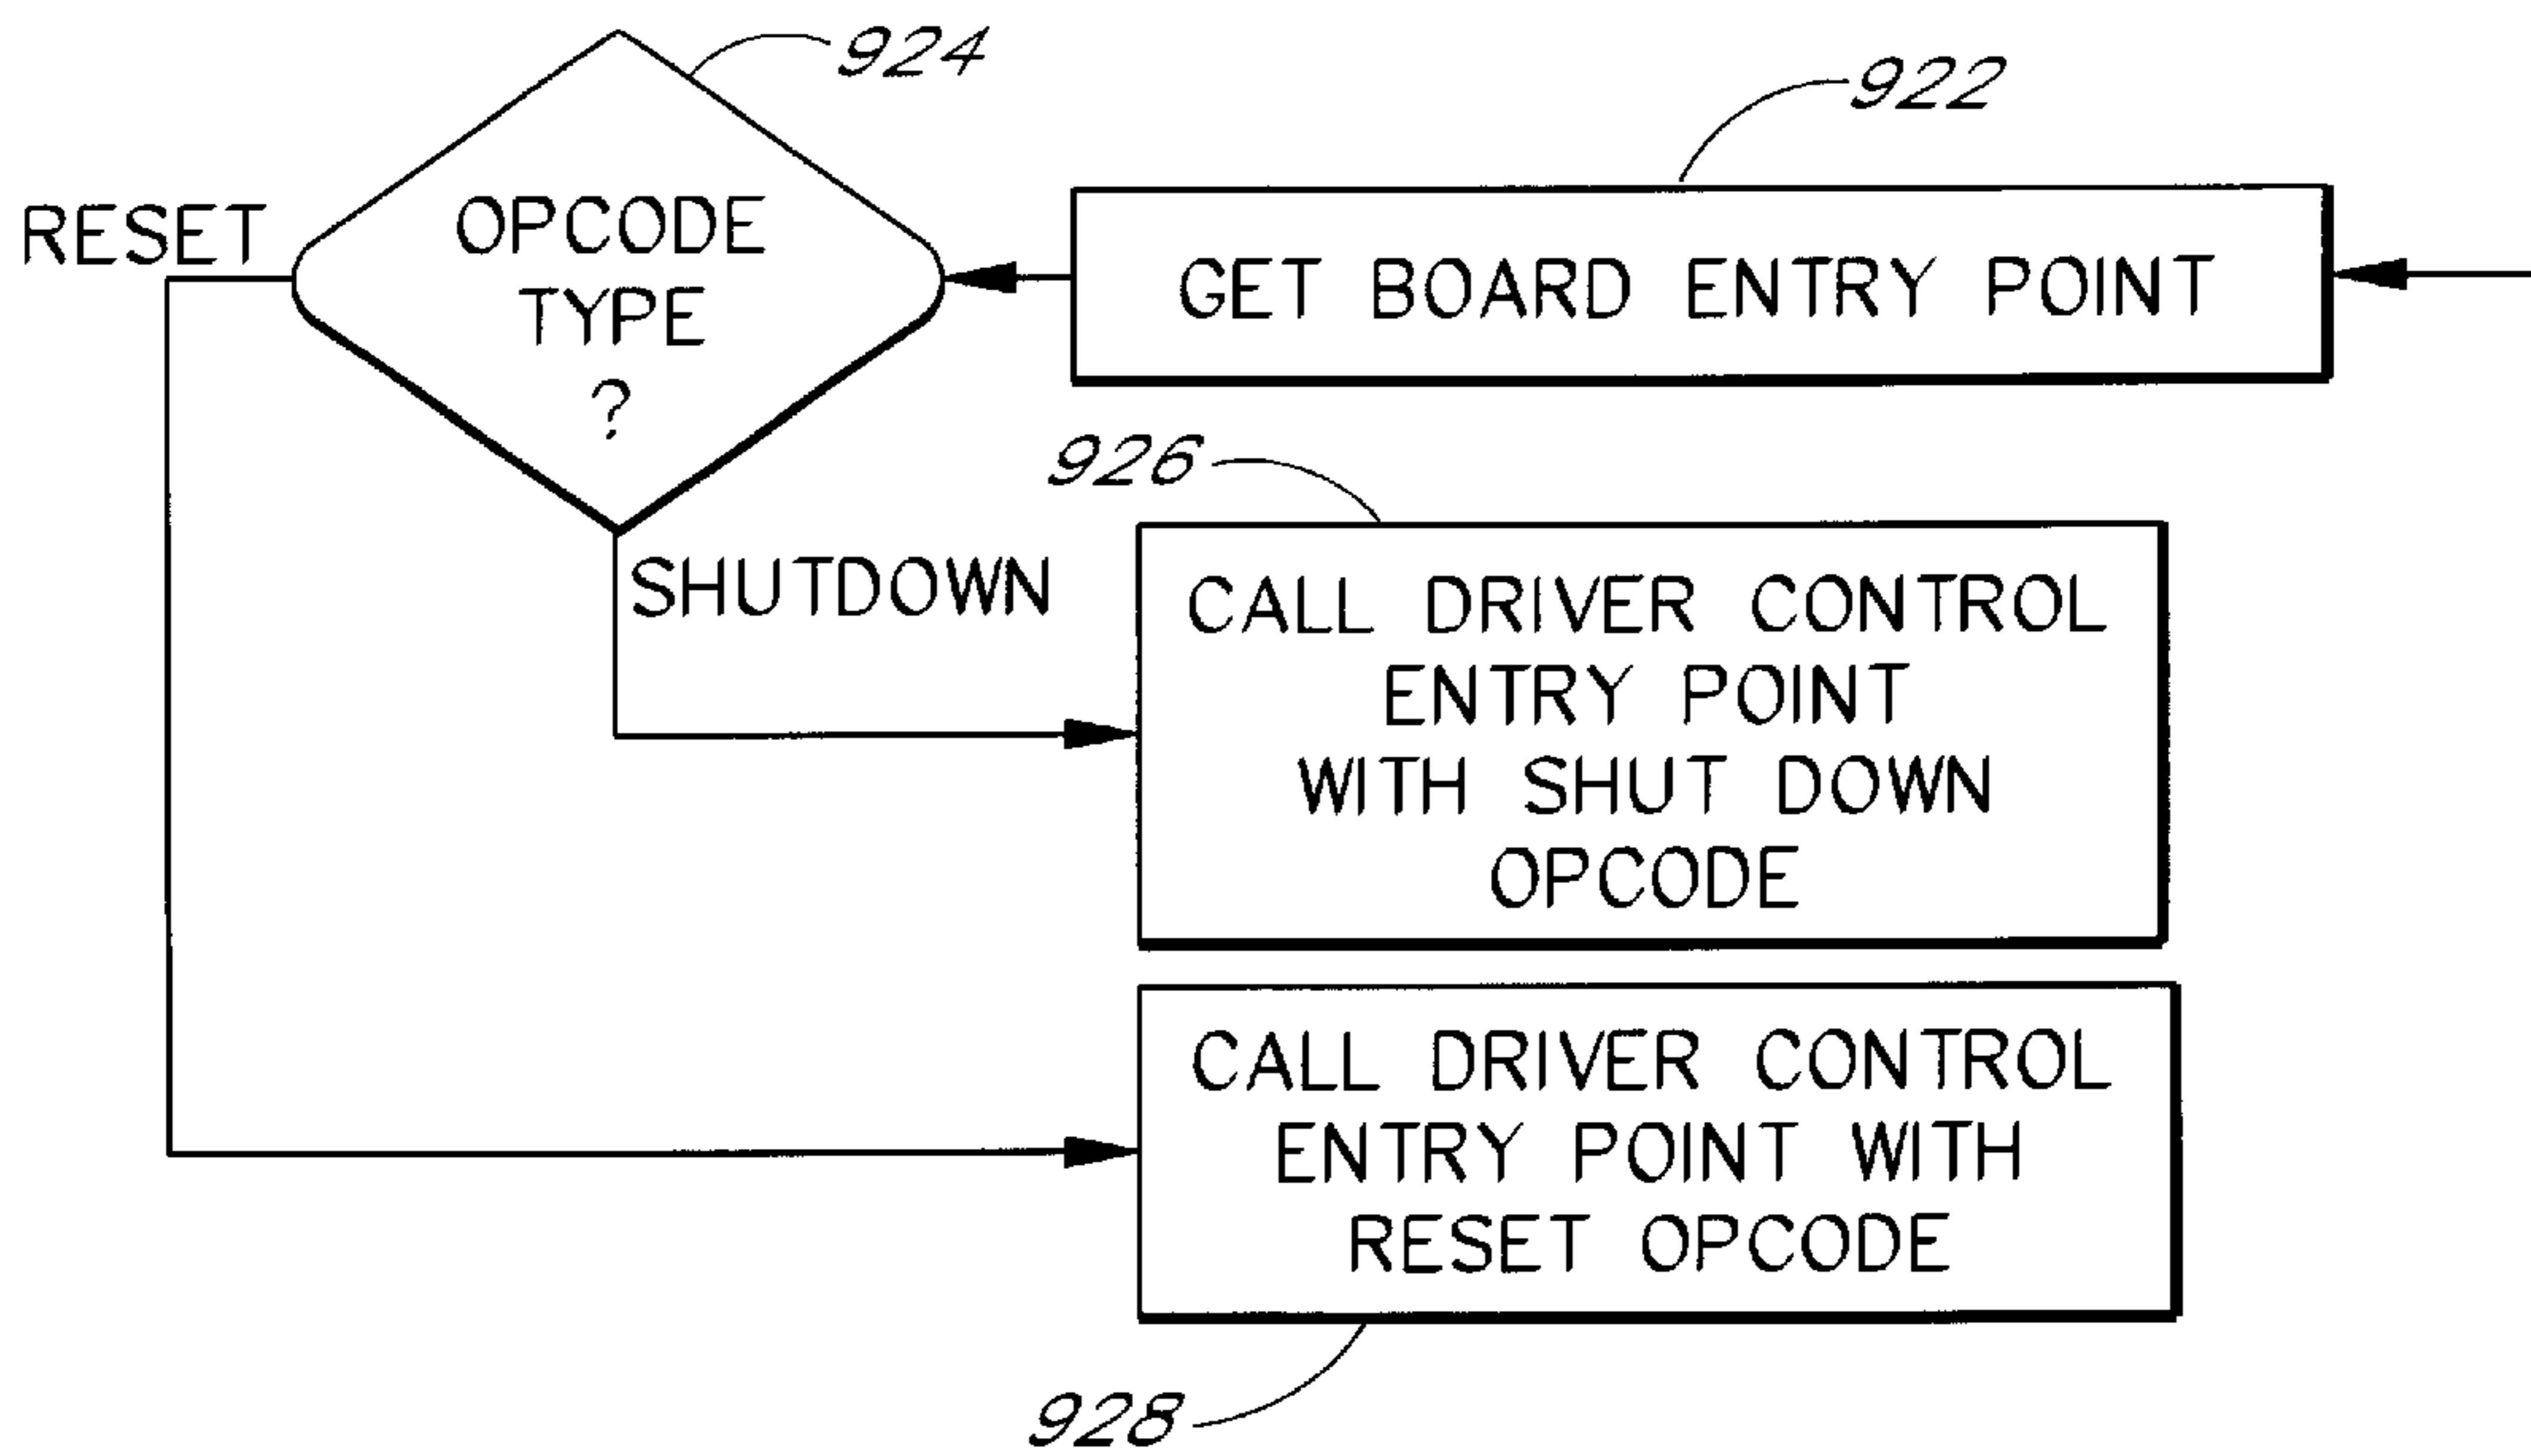 924
922
RESET
OPCODE
TYPE
?
GET BOARD ENTRY POINT
926
SHUTDOWN
CALL DRIVER CONTROL
ENTRY POINT
WITH SHUT DOWN
OPCODE
CALL DRIVER CONTROL
ENTRY POINT WITH
RESET OPCODE
928